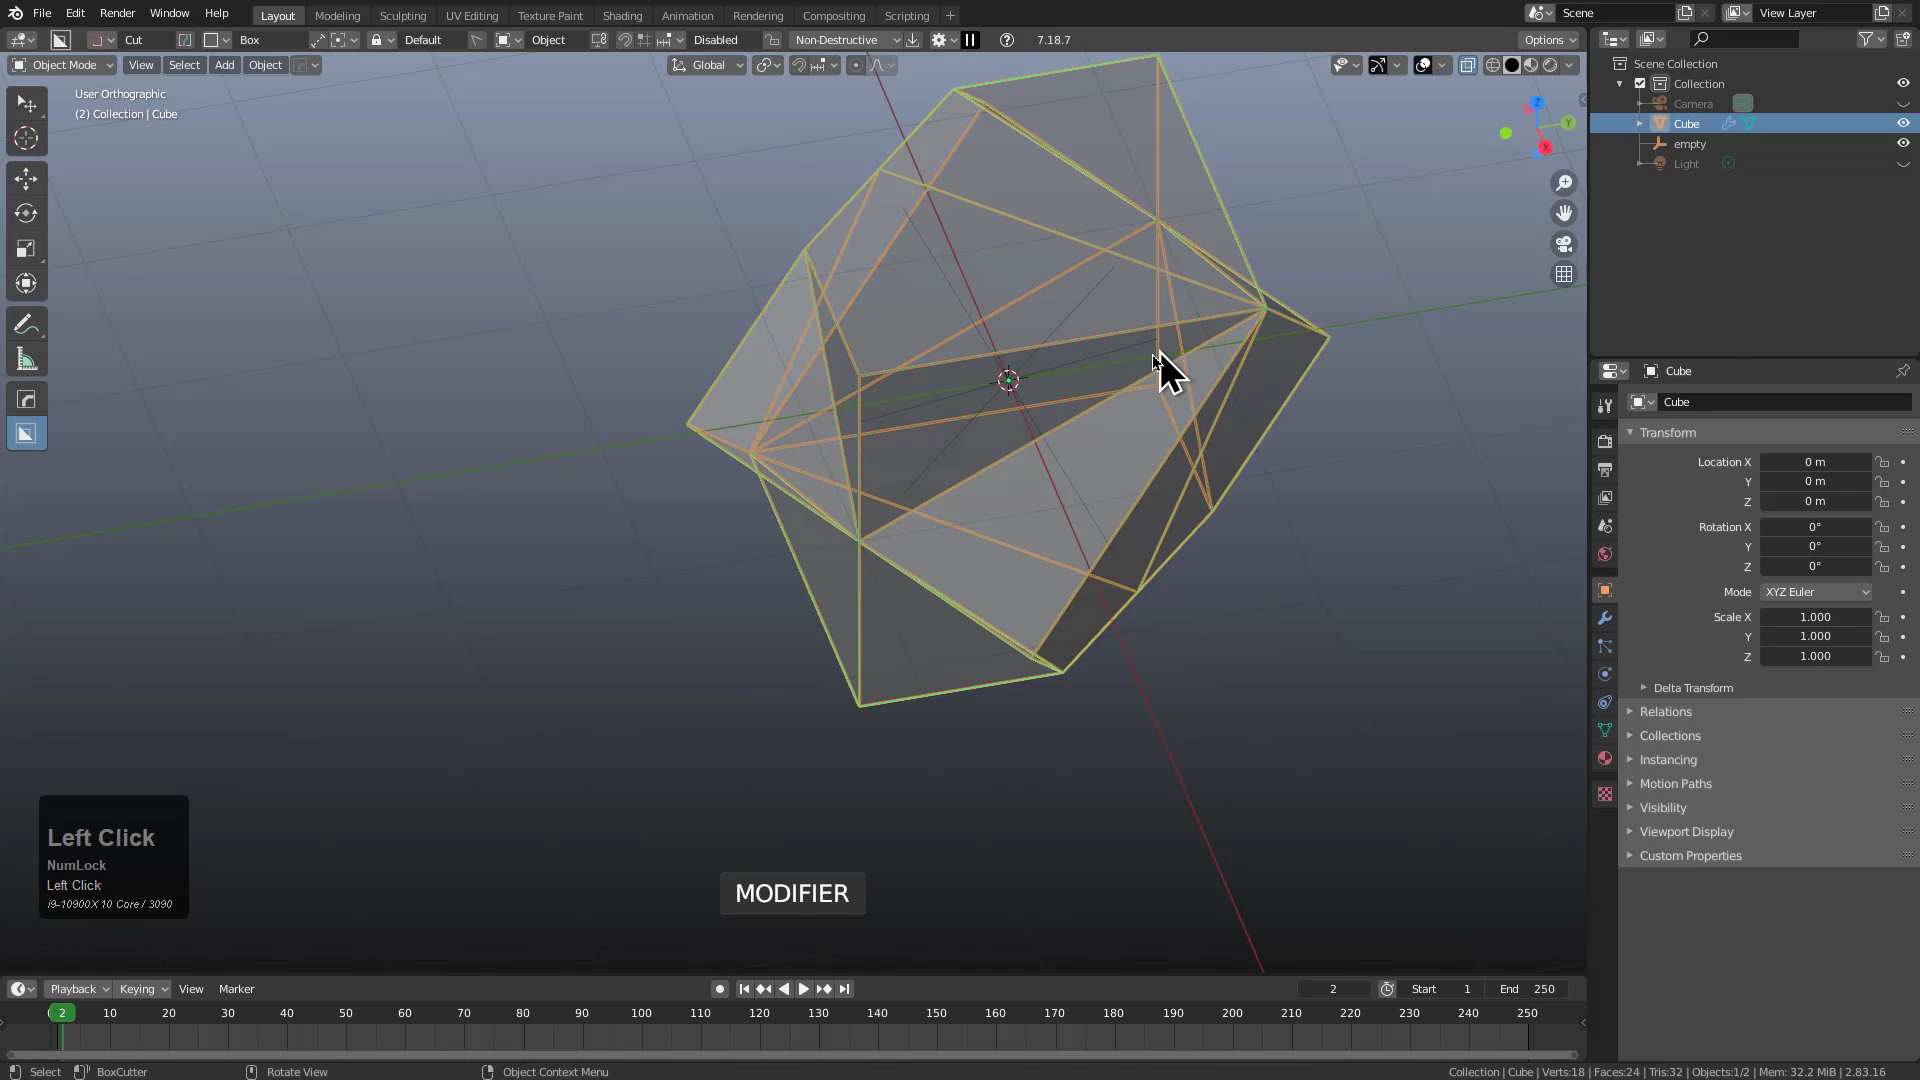 File Edit Render Window Help Layout Modeling Sculpting UV Editing Texture Paint Shading Animation Rendering Compositing Scripting + Scene View Layer
Cut Box Default Object Disabled Non-Destructive 7.18.7 Options
Object Mode View Select Add Object Global
User Orthographic
(2) Collection | Cube
Z
Y
X
Scene Collection
Collection
Camera
Cube
empty
Light
Cube
Cube
Transform
Location X 0 m
Y 0 m
Z 0 m
Rotation X 0°
Y 0°
Z 0°
Mode XYZ Euler
Scale X 1.000
Y 1.000
Z 1.000
Delta Transform
Relations
Collections
Instancing
Motion Paths
Visibility
Viewport Display
Custom Properties
Left Click
NumLock
Left Click
i9-10900X 10 Core / 3090
MODIFIER
Playback Keying View Marker 2 Start 1 End 250
2 10 20 30 40 50 60 70 80 90 100 110 120 130 140 150 160 170 180 190 200 210 220 230 240 250
Select BoxCutter Rotate View Object Context Menu Collection | Cube | Verts:18 | Faces:24 | Tris:32 | Objects:1/2 | Mem: 32.2 MiB | 2.83.16